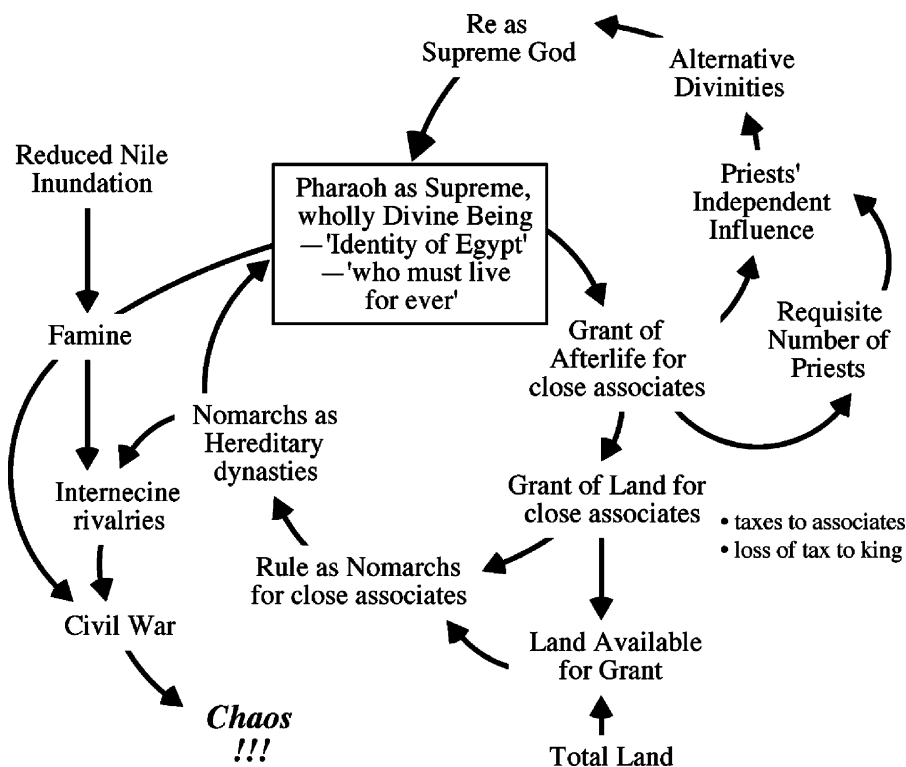 Re as
Supreme God
Alternative
Divinities
Reduced Nile
Inundation
Pharaoh as Supreme,
wholly Divine Being
—'Identity of Egypt'
—'who must live
for ever'
Priests'
Independent
Influence
Famine
Grant of
Afterlife for
close associates
Requisite
Number of
Priests
Nomarchs as
Hereditary
dynasties
Internecine
rivalries
Grant of Land for
close associates
• taxes to associates
• loss of tax to king
Rule as Nomarchs
for close associates
Civil War
Land Available
for Grant
Chaos
!!!
Total Land